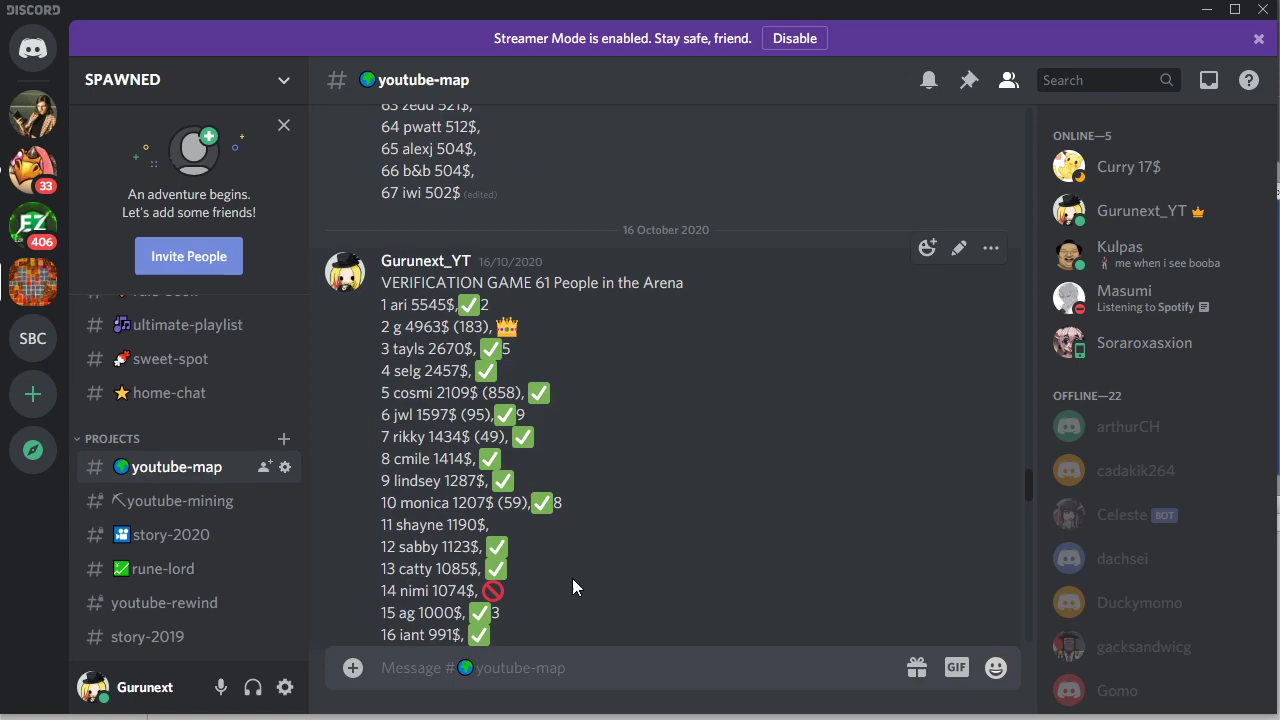 DISCORD
Streamer Mode is enabled. Stay safe, friend. Disable
33
EZ
406
SBC
SPAWNED
An adventure begins.
Let's add some friends!
Invite People
ultimate-playlist
sweet-spot
home-chat
PROJECTS
youtube-map
youtube-mining
story-2020
rune-lord
youtube-rewind
story-2019
Gurunext
youtube-map
Search
63 zedd 521$,
64 pwatt 512$,
65 alexj 504$,
66 b&b 504$,
67 iwi 502$ (edited)
16 October 2020
Gurunext_YT 16/10/2020
VERIFICATION GAME 61 People in the Arena
1 ari 5545$,✅2
2 g 4963$ (183), 👑
3 tayls 2670$, ✅5
4 selg 2457$, ✅
5 cosmi 2109$ (858), ✅
6 jwl 1597$ (95),✅9
7 rikky 1434$ (49), ✅
8 cmile 1414$, ✅
9 lindsey 1287$, ✅
10 monica 1207$ (59),✅8
11 shayne 1190$,
12 sabby 1123$, ✅
13 catty 1085$, ✅
14 nimi 1074$, 🚫
15 ag 1000$, ✅3
16 iant 991$, ✅
Message #🌍youtube-map
GIF
ONLINE—5
Curry 17$
Gurunext_YT
Kulpas
me when i see booba
Masumi
Listening to Spotify
Soraroxasxion
OFFLINE—22
arthurCH
cadakik264
Celeste BOT
dachsei
Duckymomo
gacksandwicg
Gomo